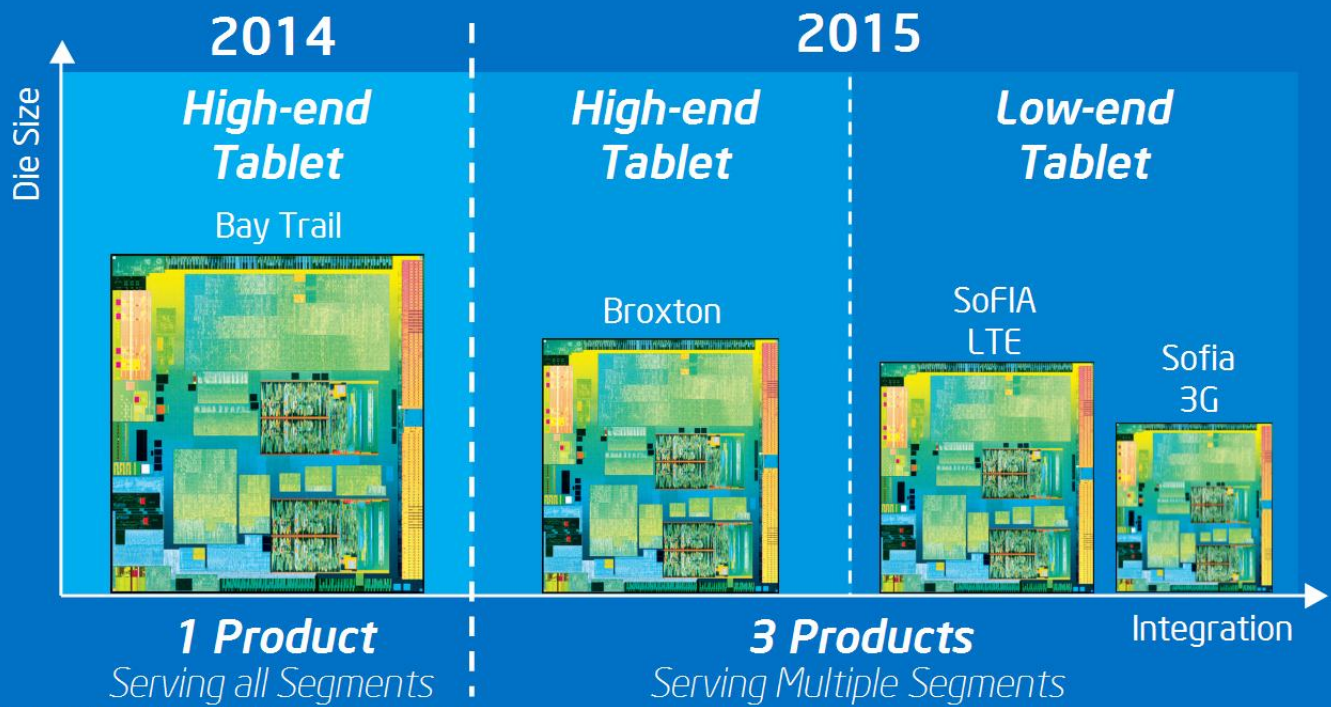 2014
2015
Die Size
High-end
Tablet
Bay Trail
High-end
Tablet
Broxton
Low-end
Tablet
SoFIA
LTE
Sofia
3G
Integration
1 Product
Serving all Segments
3 Products
Serving Multiple Segments